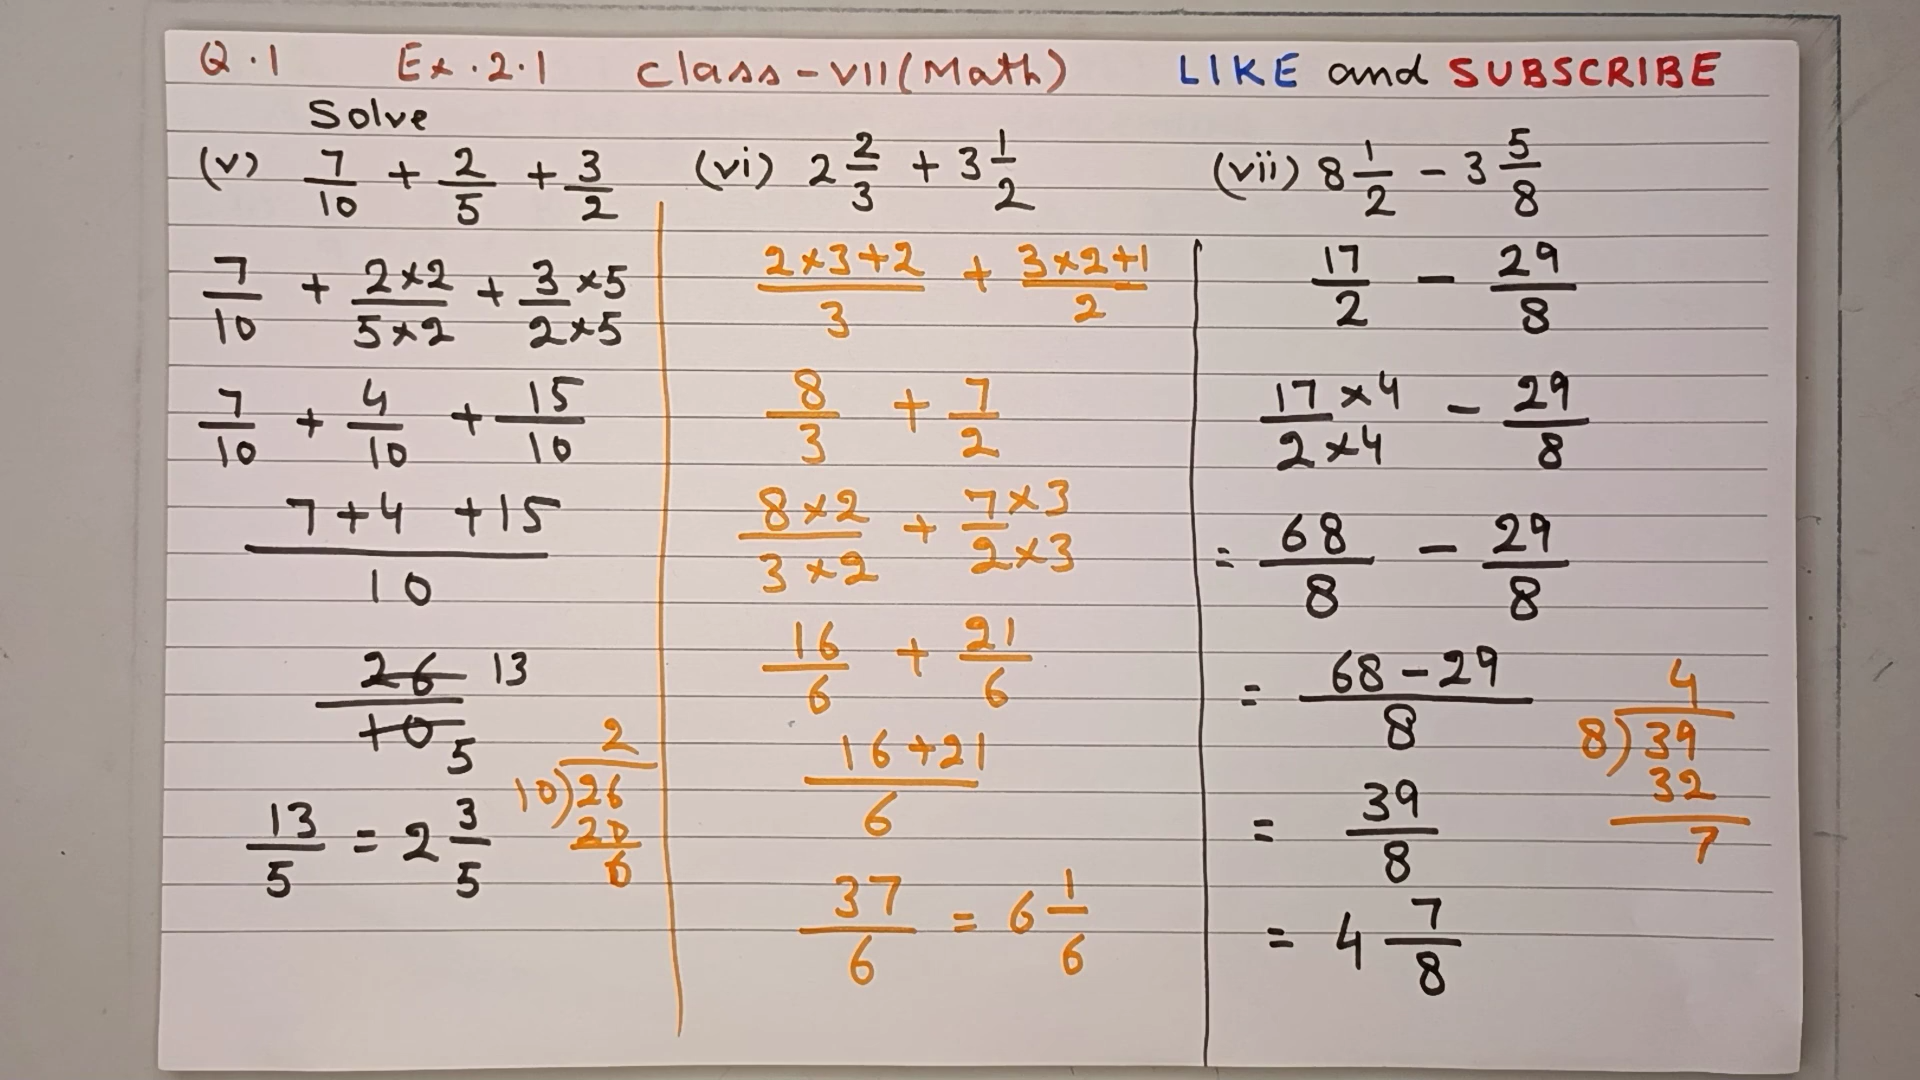 Q.1 Ex.2.1 Class-VII(Math) LIKE and SUBSCRIBE
Solve
(v) 7/10 + 2/5 + 3/2
7/10 + 2×2/5×2 + 3×5/2×5
7/10 + 4/10 + 15/10
7+4+15/10
26/10 13/5
13/5 = 2 3/5
2
10)26
20
6
(vi) 2 2/3 + 3 1/2
2×3+2/3 + 3×2+1/2
8/3 + 7/2
8×2/3×2 + 7×3/2×3
16/6 + 21/6
16+21/6
37/6 = 6 1/6
(vii) 8 1/2 - 3 5/8
17/2 - 29/8
17×4/2×4 - 29/8
= 68/8 - 29/8
= 68-29/8
= 39/8
= 4 7/8
4
8)39
32
7